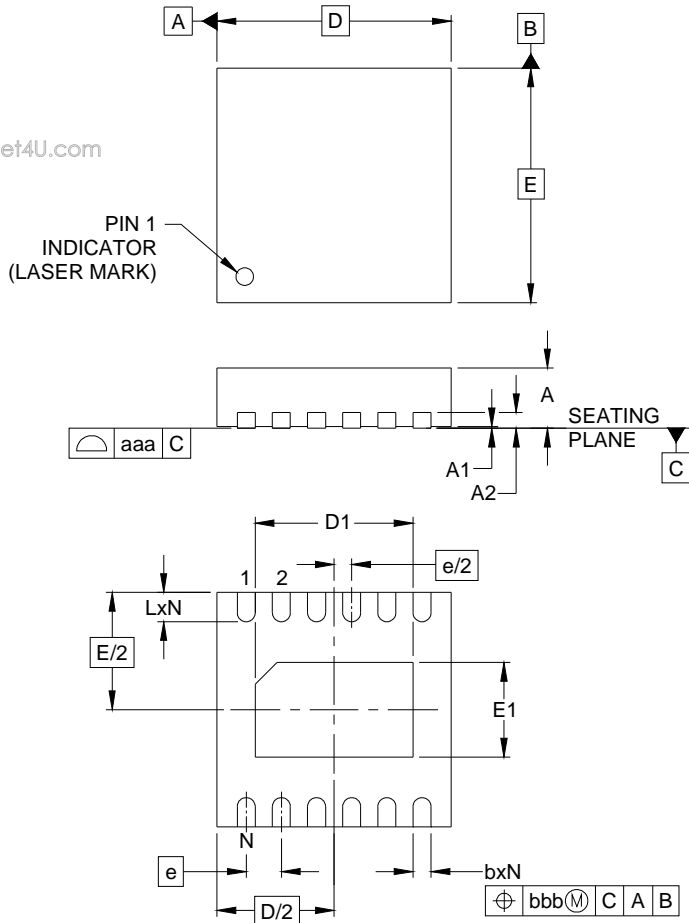 A
D
B
et4U.com
E
PIN 1
INDICATOR
(LASER MARK)
A
SEATING
PLANE
aaa C
A1
A2
C
D1
e/2
1 2
LxN
E/2
E1
N
e
bxN
D/2
bbb Ⓜ C A B